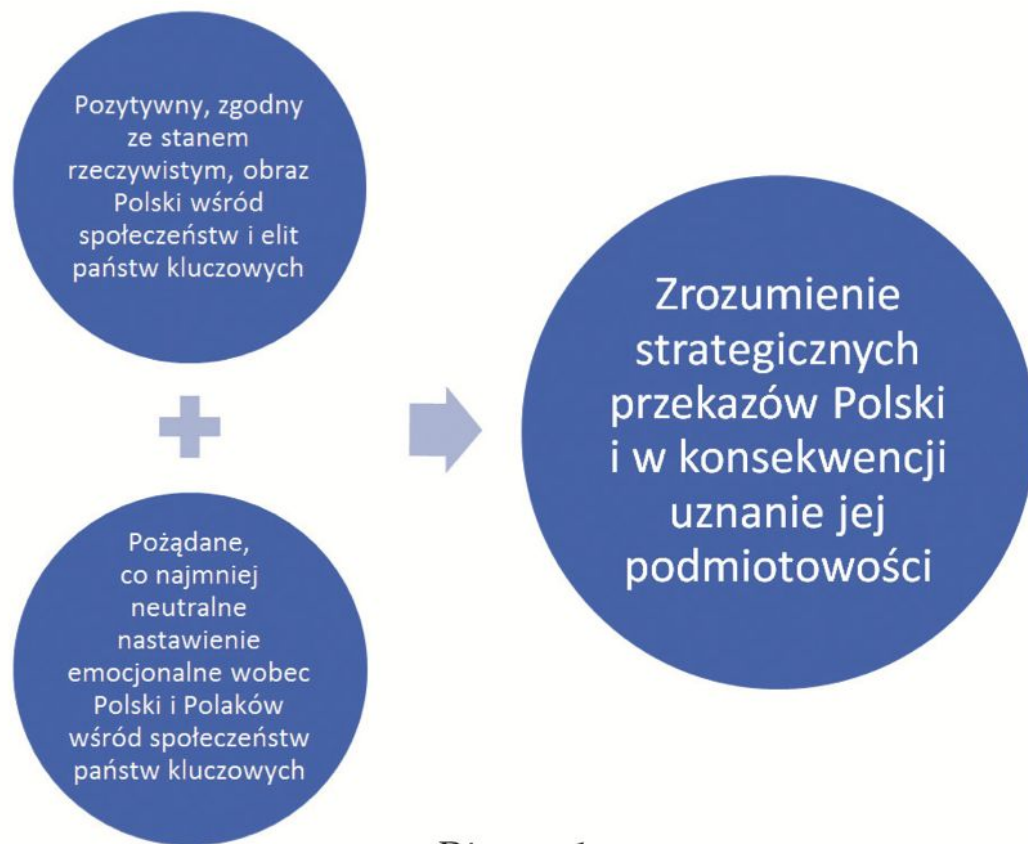 Pozytywny, zgodny
ze stanem
rzeczywistym, obraz
Polski wśród
społeczeństw i elit
państw kluczowych
Pożądane,
co najmniej
neutralne
nastawienie
emocjonalne wobec
Polski i Polaków
wśród społeczeństw
państw kluczowych
Zrozumienie
strategicznych
przekazów Polski
i w konsekwencji
uznanie jej
podmiotowości